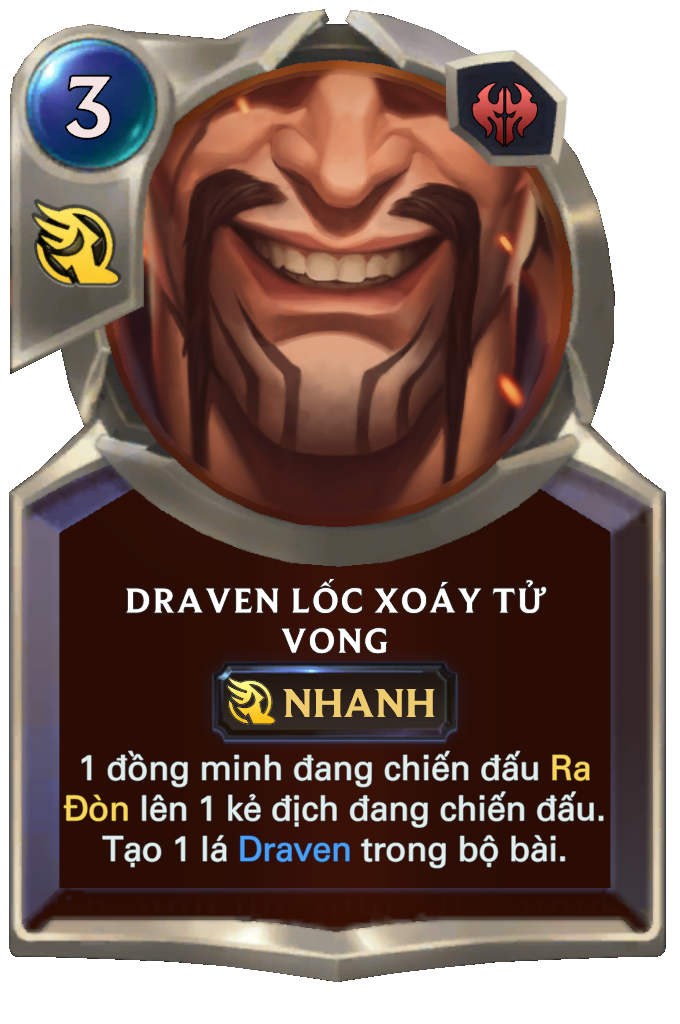 3
DRAVEN LỐC XOÁY TỬ
VONG
NHANH
1 đồng minh đang chiến đấu Ra
Đòn lên 1 kẻ địch đang chiến đấu.
Tạo 1 lá Draven trong bộ bài.